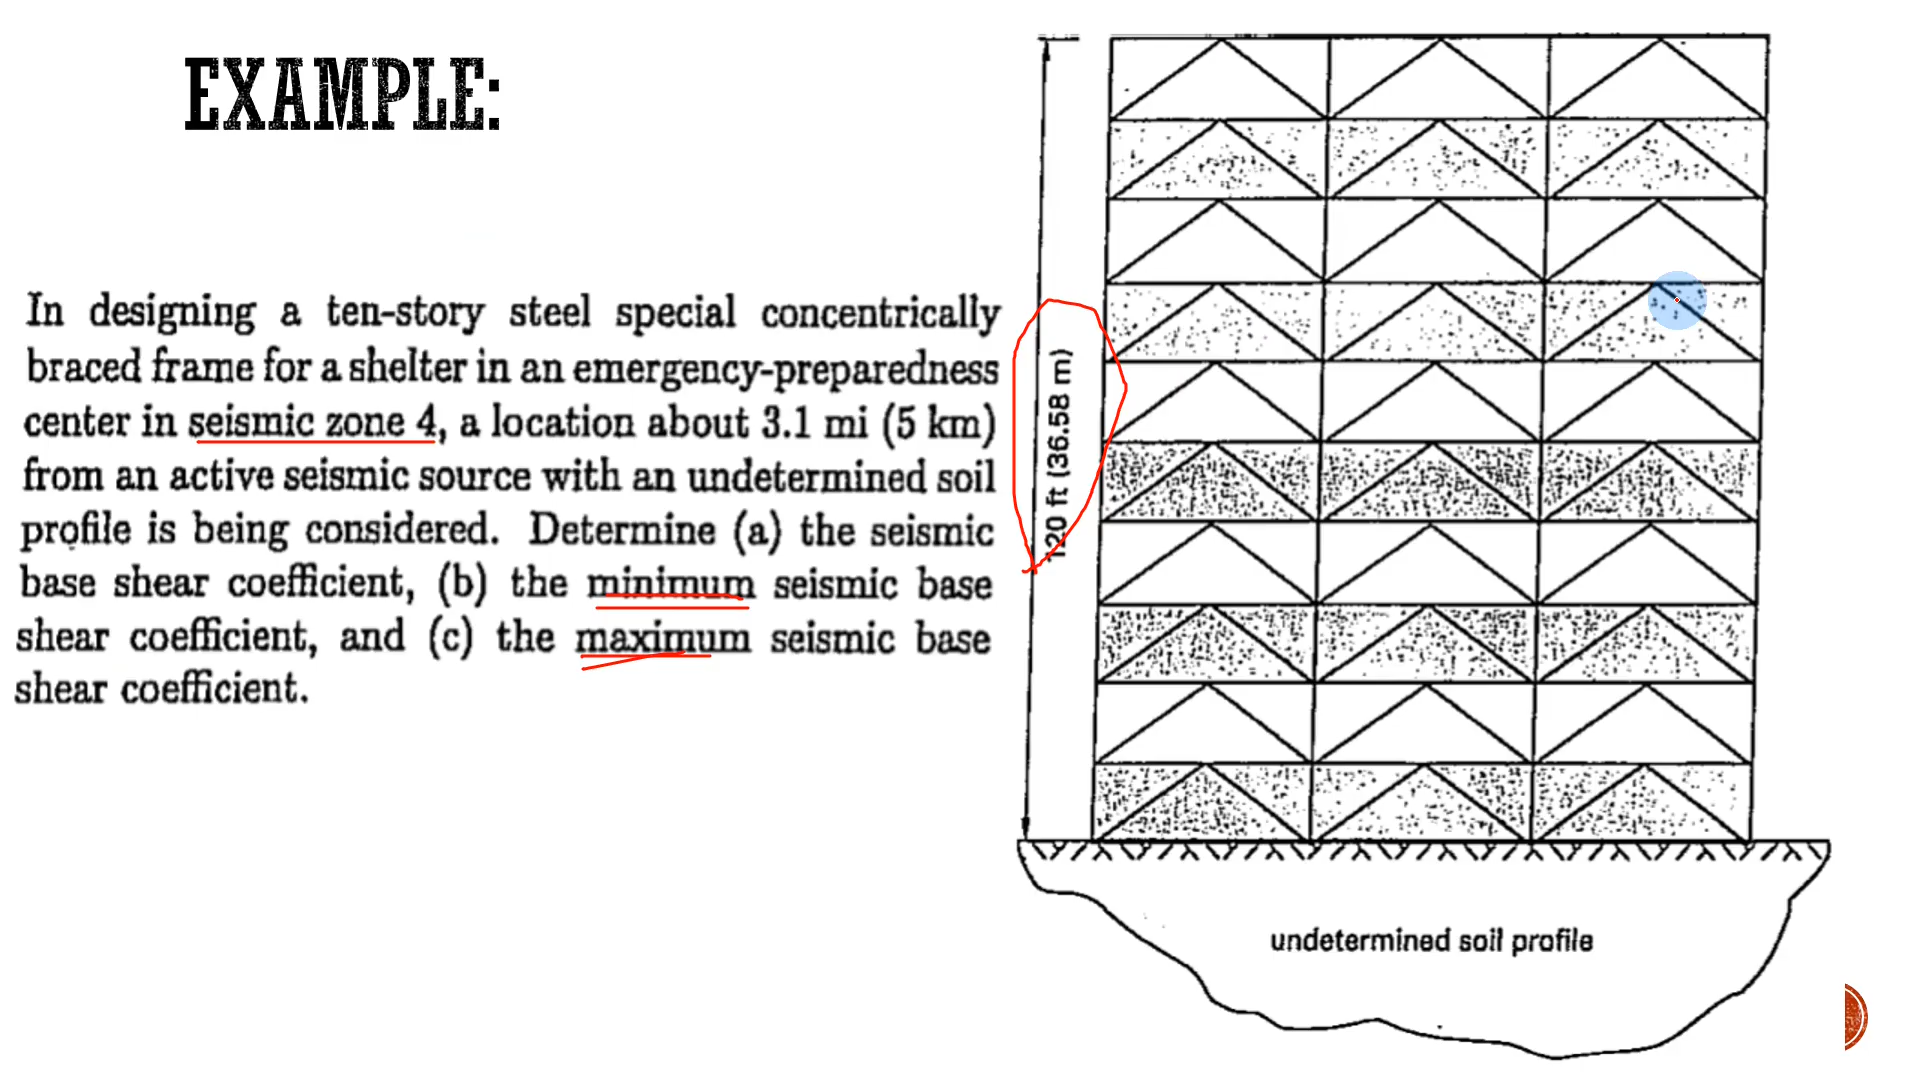 EXAMPLE:
In designing a ten-story steel special concentrically
braced frame for a shelter in an emergency-preparedness
center in seismic zone 4, a location about 3.1 mi (5 km)
from an active seismic source with an undetermined soil
profile is being considered. Determine (a) the seismic
base shear coefficient, (b) the minimum seismic base
shear coefficient, and (c) the maximum seismic base
shear coefficient.
120 ft (36.58 m)
undetermined soil profile